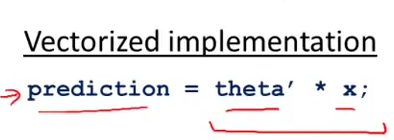 Vectorized implementation
prediction = theta’ * x;